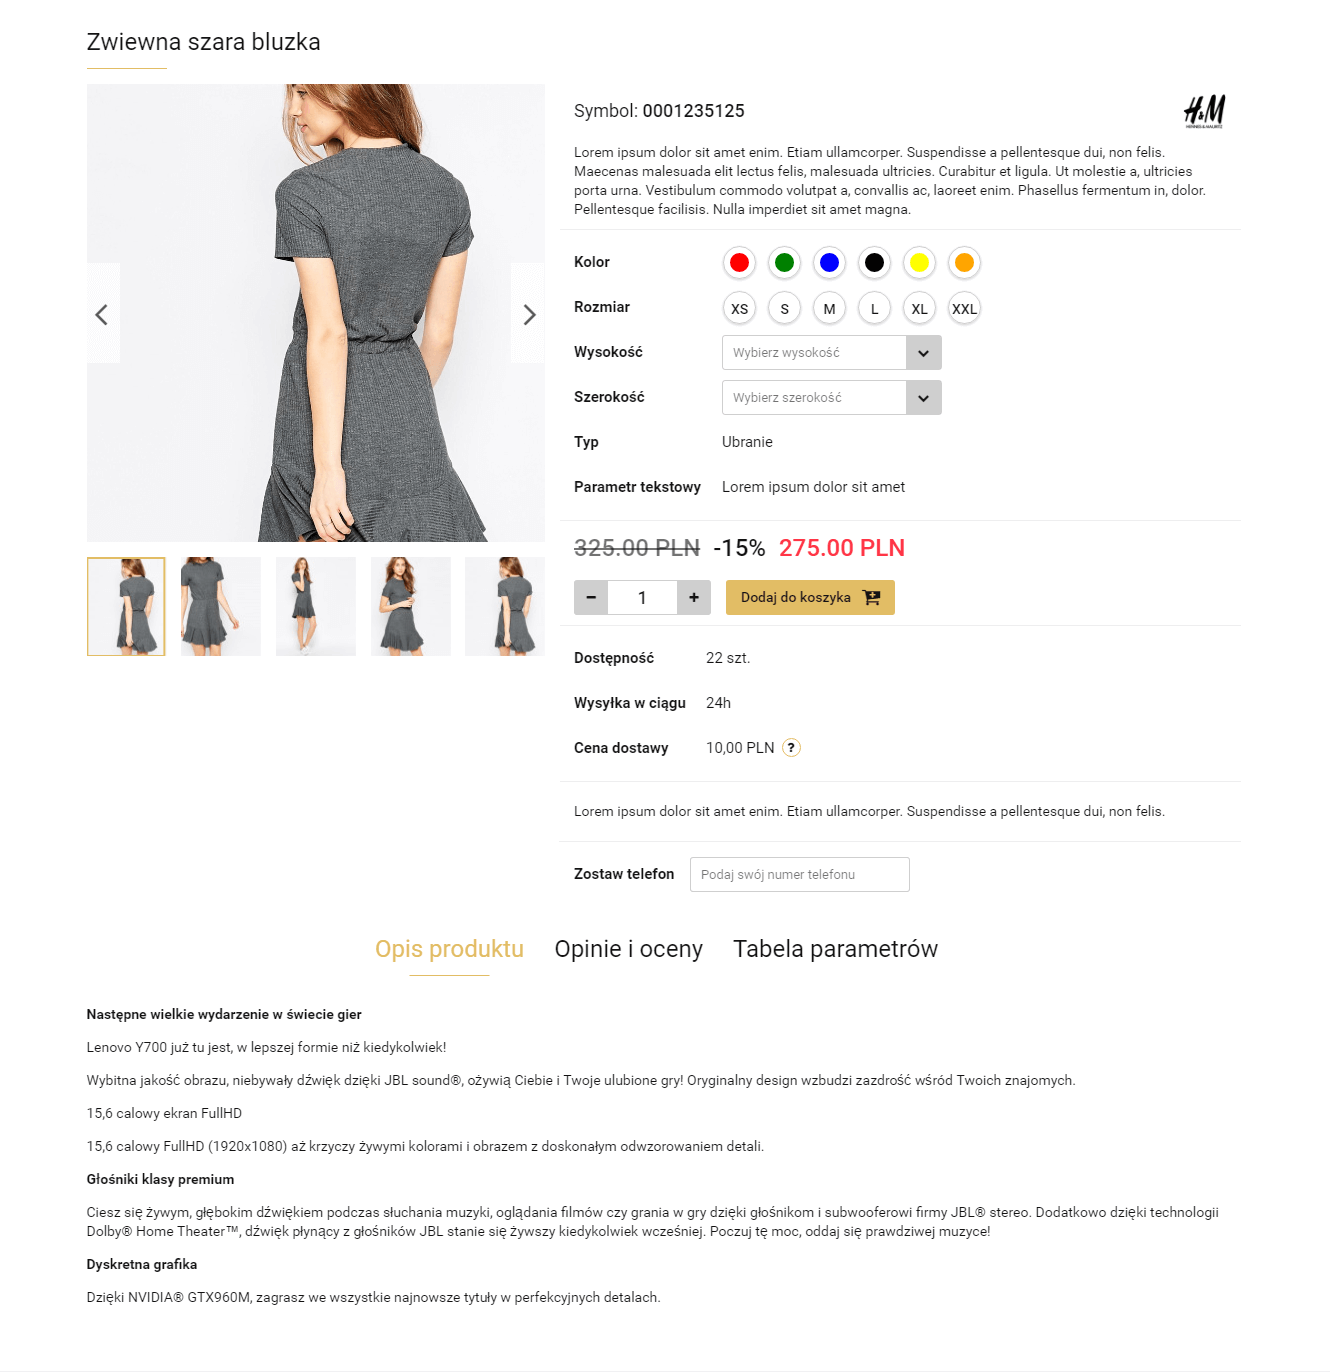 Zwiewna szara bluzka
Symbol: 0001235125
H&M
HENNES & MAURITZ
Lorem ipsum dolor sit amet enim. Etiam ullamcorper. Suspendisse a pellentesque dui, non felis.
Maecenas malesuada elit lectus felis, malesuada ultricies. Curabitur et ligula. Ut molestie a, ultricies
porta urna. Vestibulum commodo volutpat a, convallis ac, laoreet enim. Phasellus fermentum in, dolor.
Pellentesque facilisis. Nulla imperdiet sit amet magna.
Kolor
Rozmiar XS S M L XL XXL
Wysokość Wybierz wysokość
Szerokość Wybierz szerokość
Typ Ubranie
Parametr tekstowy Lorem ipsum dolor sit amet
325.00 PLN -15% 275.00 PLN
- 1 + Dodaj do koszyka
Dostępność 22 szt.
Wysyłka w ciągu 24h
Cena dostawy 10,00 PLN ?
Lorem ipsum dolor sit amet enim. Etiam ullamcorper. Suspendisse a pellentesque dui, non felis.
Zostaw telefon Podaj swój numer telefonu
Opis produktu Opinie i oceny Tabela parametrów
Następne wielkie wydarzenie w świecie gier
Lenovo Y700 już tu jest, w lepszej formie niż kiedykolwiek!
Wybitna jakość obrazu, niebywały dźwięk dzięki JBL sound®, ożywią Ciebie i Twoje ulubione gry! Oryginalny design wzbudzi zazdrość wśród Twoich znajomych.
15,6 calowy ekran FullHD
15,6 calowy FullHD (1920x1080) aż krzyczy żywymi kolorami i obrazem z doskonałym odwzorowaniem detali.
Głośniki klasy premium
Ciesz się żywym, głębokim dźwiękiem podczas słuchania muzyki, oglądania filmów czy grania w gry dzięki głośnikom i subwooferowi firmy JBL® stereo. Dodatkowo dzięki technologii
Dolby® Home Theater™, dźwięk płynący z głośników JBL stanie się żywszy kiedykolwiek wcześniej. Poczuj tę moc, oddaj się prawdziwej muzyce!
Dyskretna grafika
Dzięki NVIDIA® GTX960M, zagrasz we wszystkie najnowsze tytuły w perfekcyjnych detalach.